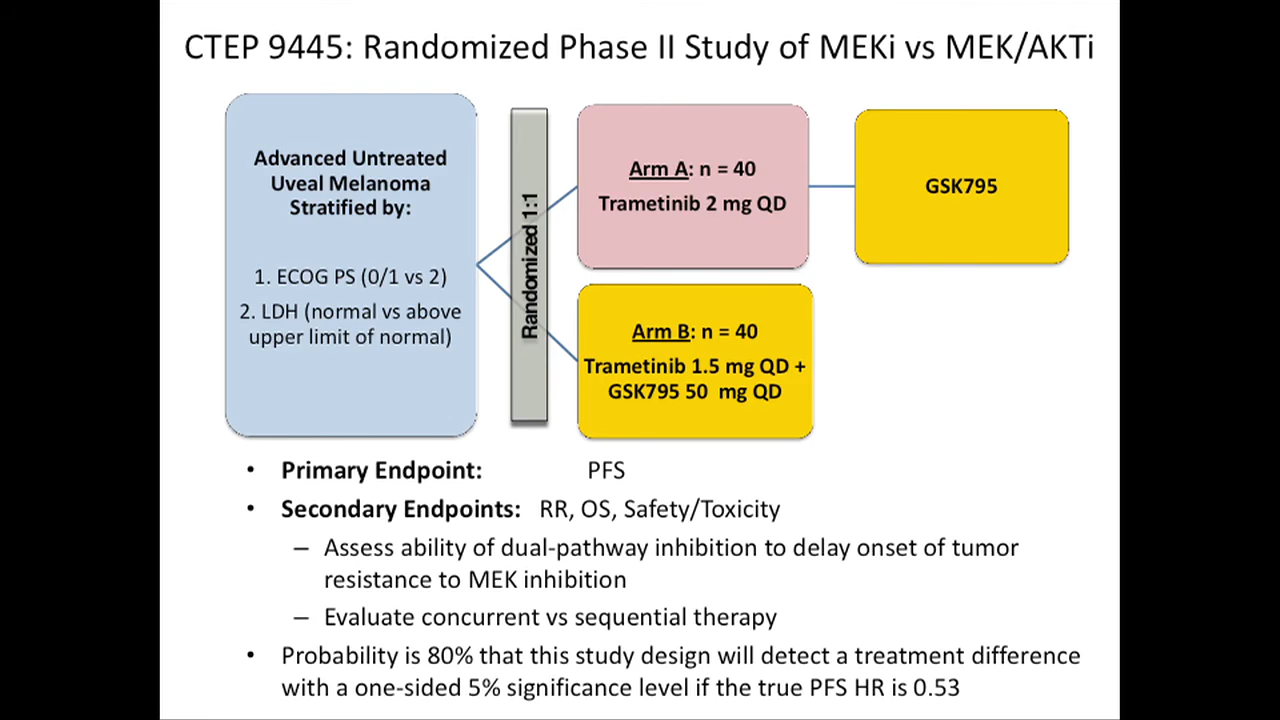 CTEP 9445: Randomized Phase II Study of MEKi vs MEK/AKTi
Advanced Untreated
Uveal Melanoma
Stratified by:
1. ECOG PS (0/1 vs 2)
2. LDH (normal vs above
upper limit of normal)
Randomized 1:1
Arm A: n = 40
Trametinib 2 mg QD
GSK795
Arm B: n = 40
Trametinib 1.5 mg QD +
GSK795 50 mg QD
• Primary Endpoint: PFS
• Secondary Endpoints: RR, OS, Safety/Toxicity
– Assess ability of dual-pathway inhibition to delay onset of tumor
resistance to MEK inhibition
– Evaluate concurrent vs sequential therapy
• Probability is 80% that this study design will detect a treatment difference
with a one-sided 5% significance level if the true PFS HR is 0.53